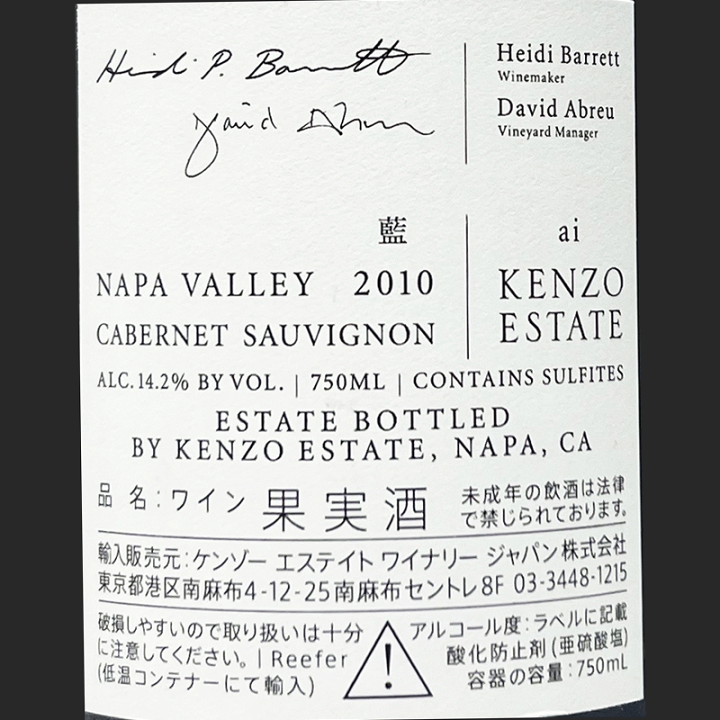 Heidi P. Barrett
David Abreu
Heidi Barrett
Winemaker
David Abreu
Vineyard Manager
藍
NAPA VALLEY 2010
CABERNET SAUVIGNON
ai
KENZO
ESTATE
ALC. 14.2% BY VOL. | 750ML | CONTAINS SULFITES
ESTATE BOTTLED
BY KENZO ESTATE, NAPA, CA
品 名：ワイン 果実酒
未成年の飲酒は法律
で禁じられております。
輸入販売元：ケンゾー エステイト ワイナリー ジャパン株式会社
東京都港区南麻布4-12-25南麻布セントレ8F 03-3448-1215
破損しやすいので取り扱いは十分
に注意してください。| Reefer
(低温コンテナーにて輸入)
!
アルコール度：ラベルに記載
酸化防止剤(亜硫酸塩)
容器の容量：750mL